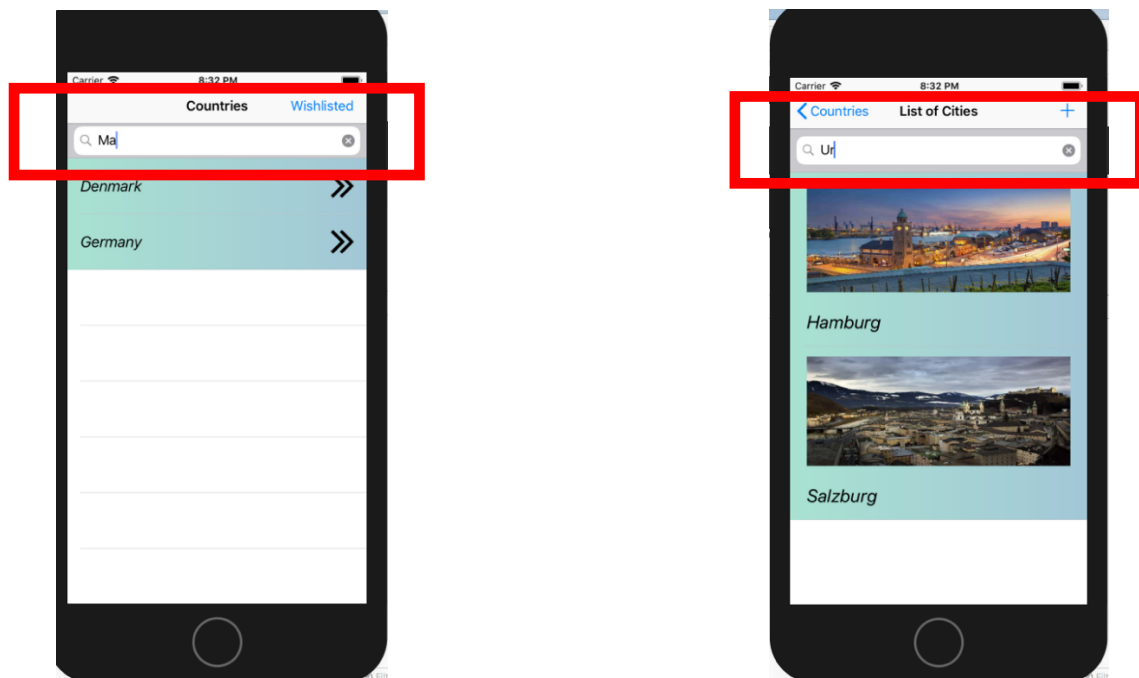 Carrier 8:32 PM
Countries Wishlisted
Ma
Denmark
Germany
Carrier 8:32 PM
Countries List of Cities +
Ur
Hamburg
Salzburg